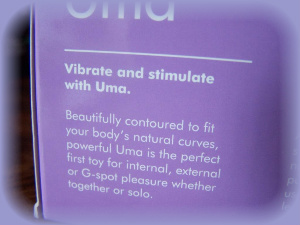 Uma
Vibrate and stimulate
with Uma.
Beautifully contoured to fit
your body's natural curves,
powerful Uma is the perfect
first toy for internal, external
or G-spot pleasure whether
together or solo.